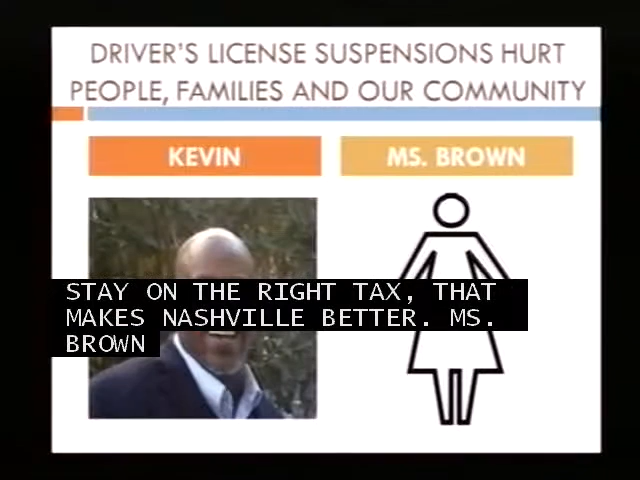 DRIVER'S LICENSE SUSPENSIONS HURT
PEOPLE, FAMILIES AND OUR COMMUNITY
KEVIN
MS. BROWN
STAY ON THE RIGHT TAX, THAT
MAKES NASHVILLE BETTER. MS.
BROWN